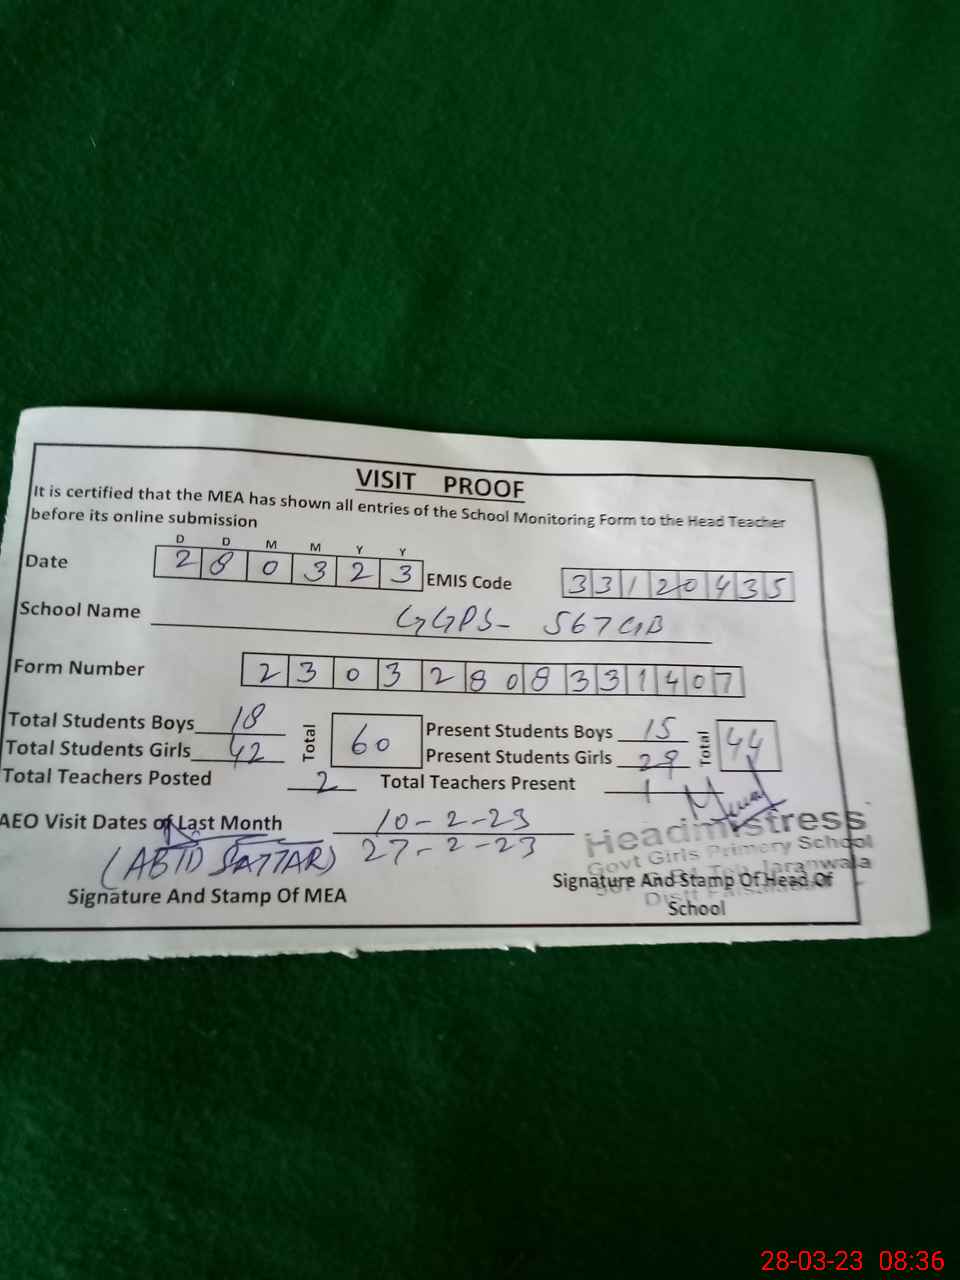 VISIT PROOF
It is certified that the MEA has shown all entries of the School Monitoring Form to the Head Teacher
before its online submission
D D M M Y Y
Date 2 8 0 3 2 3 EMIS Code 3 3 1 2 0 4 3 5
School Name GGPS- 567 GB
Form Number 2 3 0 3 2 8 0 8 3 3 1 4 0 7
Total Students Boys 18 Total 60 Present Students Boys 15 Total 44
Total Students Girls 42 Present Students Girls 29
Total Teachers Posted 2 Total Teachers Present 1
AEO Visit Dates of Last Month 10-2-23
27-2-23
(ABID SATTAR)
Headmistress
Govt Girls Primary School
Jaranwala
Signature And Stamp Of MEA
Signature And Stamp Of Head Of
School
28-03-23 08:36